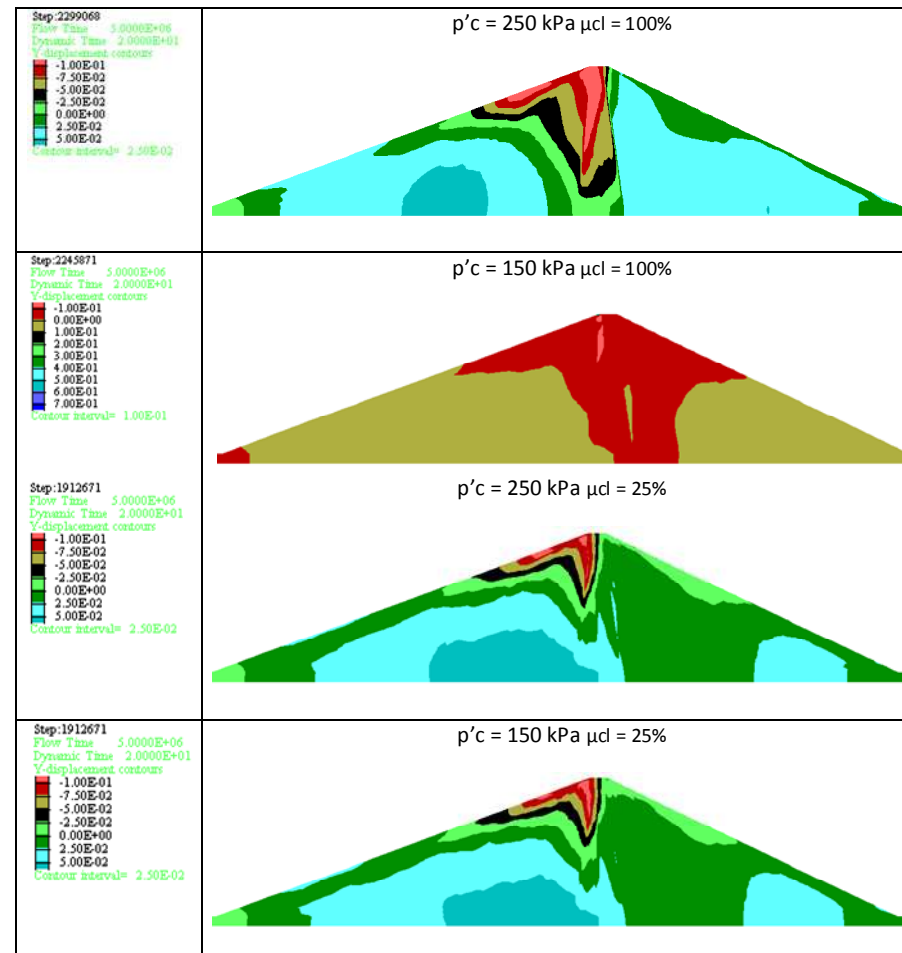 Step:2299068
Flow Time 5.0000E+06
Dynamic Time 2.0000E+01
Y-displacement contours
-1.00E-01
-7.50E-02
-5.00E-02
-2.50E-02
0.00E+00
2.50E-02
5.00E-02
Contour interval= 2.50E-02
p'c = 250 kPa μcl = 100%
Step:2245871
Flow Time 5.0000E+06
Dynamic Time 2.0000E+01
Y-displacement contours
-1.00E-01
0.00E+00
1.00E-01
2.00E-01
3.00E-01
4.00E-01
5.00E-01
6.00E-01
7.00E-01
Contour interval= 1.00E-01
p'c = 150 kPa μcl = 100%
Step:1912671
Flow Time 5.0000E+06
Dynamic Time 2.0000E+01
Y-displacement contours
-1.00E-01
-7.50E-02
-5.00E-02
-2.50E-02
0.00E+00
2.50E-02
5.00E-02
Contour interval= 2.50E-02
p'c = 250 kPa μcl = 25%
Step:1912671
Flow Time 5.0000E+06
Dynamic Time 2.0000E+01
Y-displacement contours
-1.00E-01
-7.50E-02
-5.00E-02
-2.50E-02
0.00E+00
2.50E-02
5.00E-02
Contour interval= 2.50E-02
p'c = 150 kPa μcl = 25%